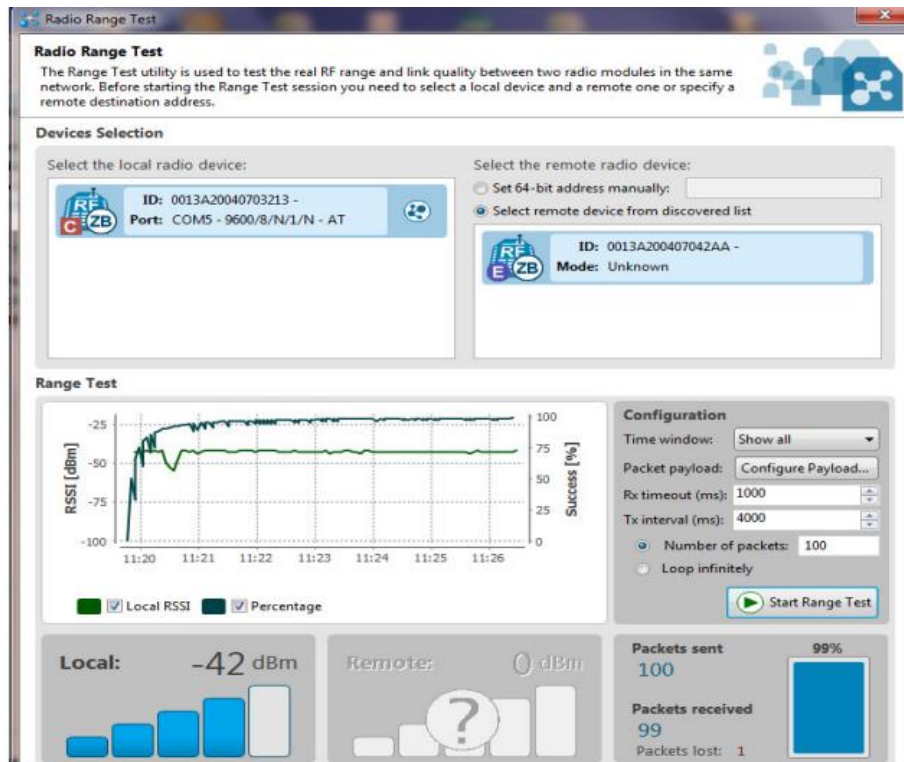 Radio Range Test
Radio Range Test
The Range Test utility is used to test the real RF range and link quality between two radio modules in the same
network. Before starting the Range Test session you need to select a local device and a remote one or specify a
remote destination address.
Devices Selection
Select the local radio device:
RF
C
ZB
ID: 0013A20040703213 -
Port: COM5 - 9600/8/N/1/N - AT
Select the remote radio device:
Set 64-bit address manually:
Select remote device from discovered list
RF
E
ZB
ID: 0013A200407042AA -
Mode: Unknown
Range Test
RSSI [dBm]
-25
-50
-75
-100
100
75
50
25
0
Success [%]
11:20 11:21 11:22 11:23 11:24 11:25 11:26
Local RSSI Percentage
Configuration
Time window: Show all
Packet payload: Configure Payload...
Rx timeout (ms): 1000
Tx interval (ms): 4000
Number of packets: 100
Loop infinitely
Start Range Test
Local: -42 dBm
Remote: 0 dBm
?
Packets sent
100
Packets received
99
Packets lost: 1
99%